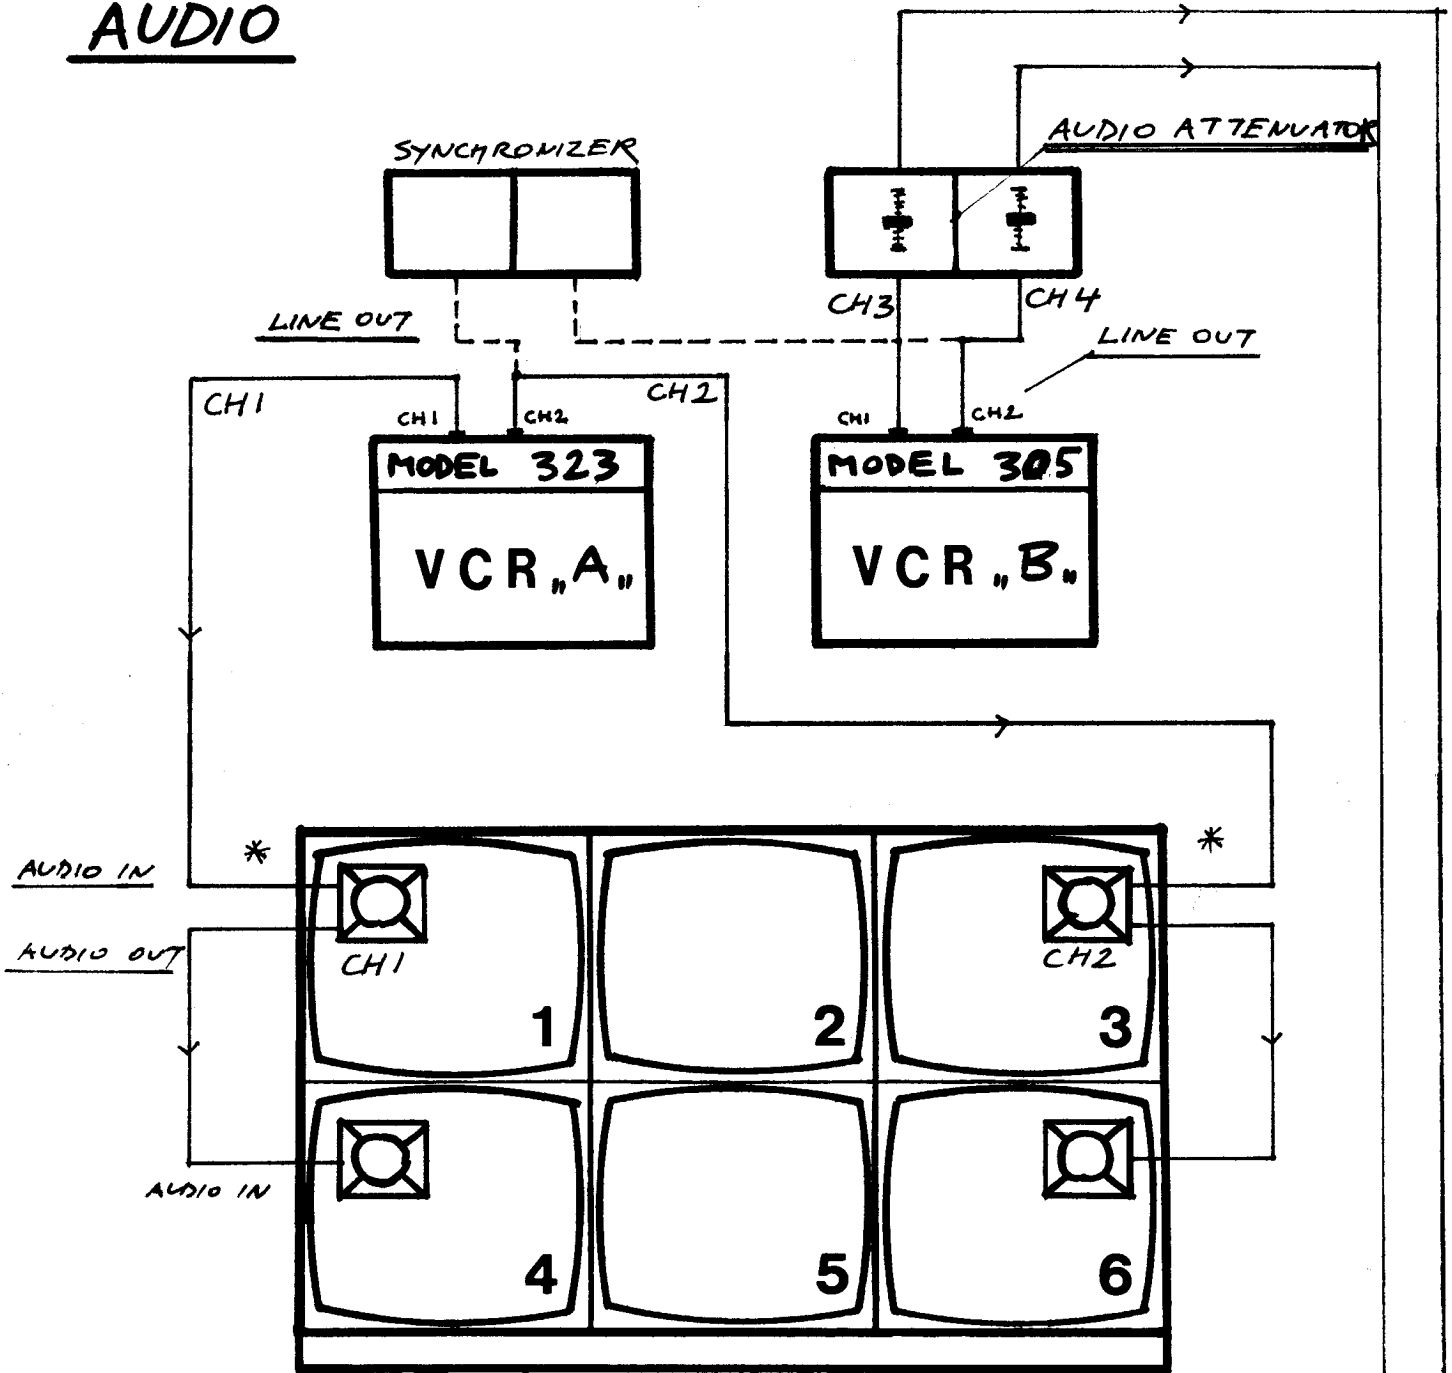 AUDIO
AUDIO ATTENUATOR
SYNCHRONIZER
CH3
CH4
LINE OUT
LINE OUT
CH1
CH2
CH1
CH2
CH1
CH2
MODEL 323
MODEL 305
VCR „A„
VCR „B„
*
*
AUDIO IN
AUDIO OUT
CH1
CH2
1
2
3
AUDIO IN
4
5
6